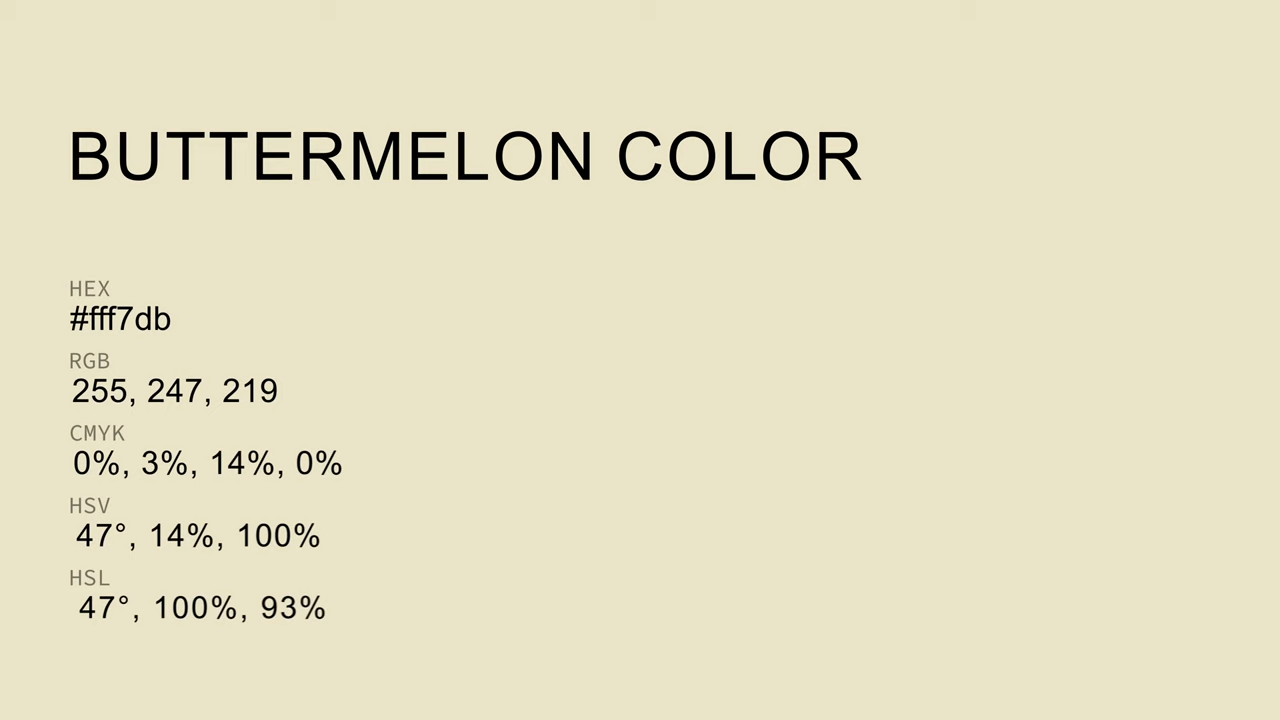 BUTTERMELON COLOR
HEX
#fff7db
RGB
255, 247, 219
CMYK
0%, 3%, 14%, 0%
HSV
47°, 14%, 100%
HSL
47°, 100%, 93%